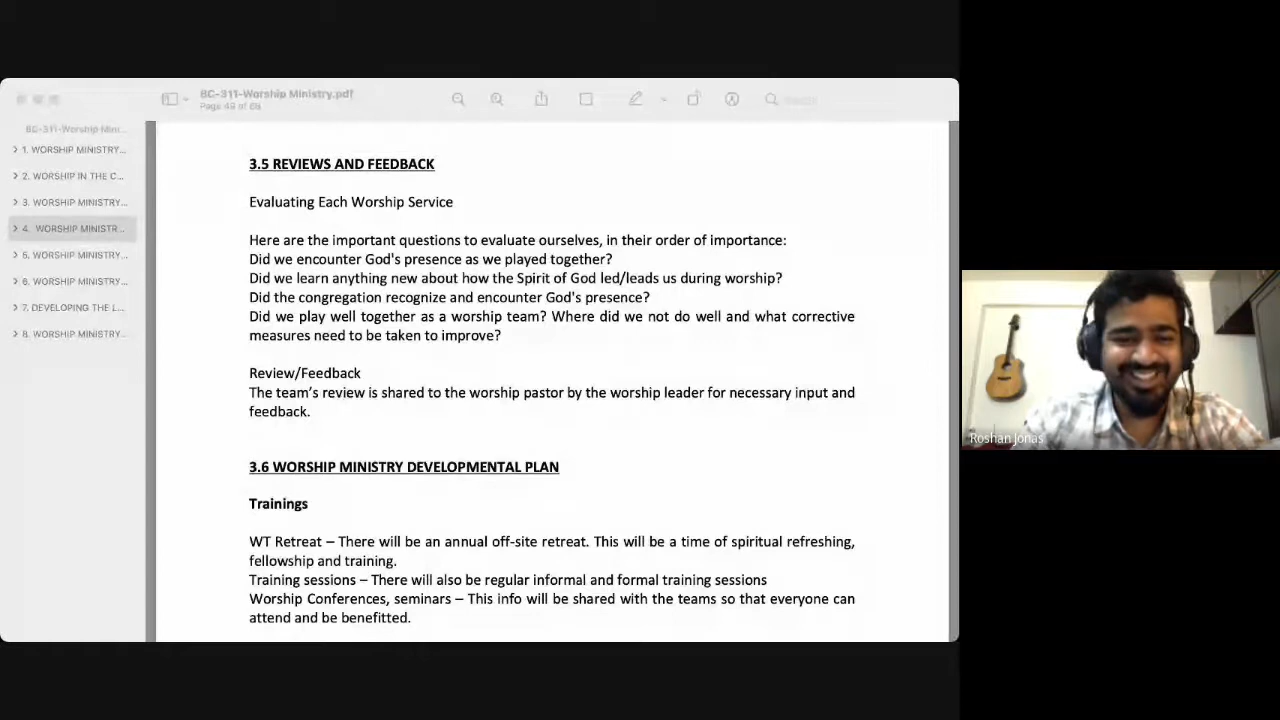 BC-311-Worship Ministry.pdf
Page 49 of 68
Search
BC-311-Worship Mini...
1. WORSHIP MINISTRY...
2. WORSHIP IN THE C...
3. WORSHIP MINISTRY...
4. WORSHIP MINISTR...
5. WORSHIP MINISTRY...
6. WORSHIP MINISTRY...
7. DEVELOPING THE L...
8. WORSHIP MINISTRY...
3.5 REVIEWS AND FEEDBACK
Evaluating Each Worship Service
Here are the important questions to evaluate ourselves, in their order of importance:
Did we encounter God's presence as we played together?
Did we learn anything new about how the Spirit of God led/leads us during worship?
Did the congregation recognize and encounter God's presence?
Did we play well together as a worship team? Where did we not do well and what corrective
measures need to be taken to improve?
Review/Feedback
The team’s review is shared to the worship pastor by the worship leader for necessary input and
feedback.
3.6 WORSHIP MINISTRY DEVELOPMENTAL PLAN
Trainings
WT Retreat – There will be an annual off-site retreat. This will be a time of spiritual refreshing,
fellowship and training.
Training sessions – There will also be regular informal and formal training sessions
Worship Conferences, seminars – This info will be shared with the teams so that everyone can
attend and be benefitted.
Roshan Jonas